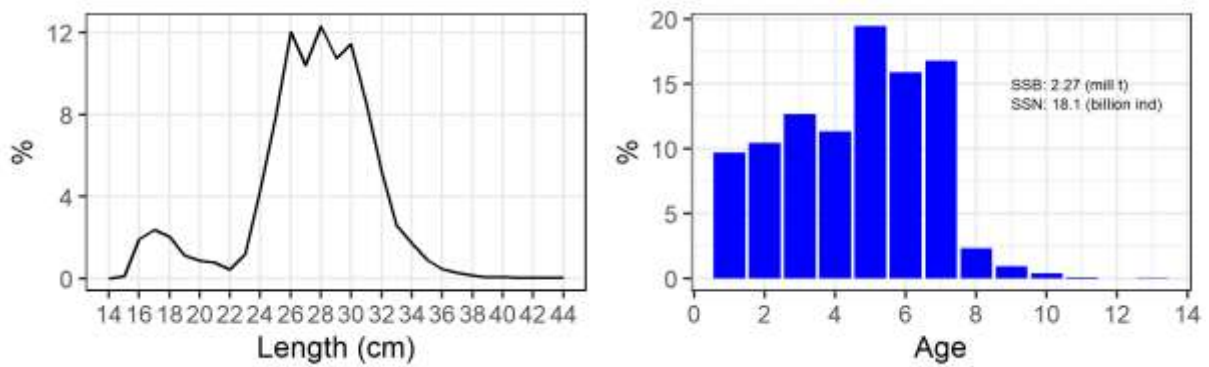 12
8
4
0
%
14 16 18 20 22 24 26 28 30 32 34 36 38 40 42 44
Length (cm)
20
15
10
5
0
%
SSB: 2.27 (mill t)
SSN: 18.1 (billion ind)
0 2 4 6 8 10 12 14
Age